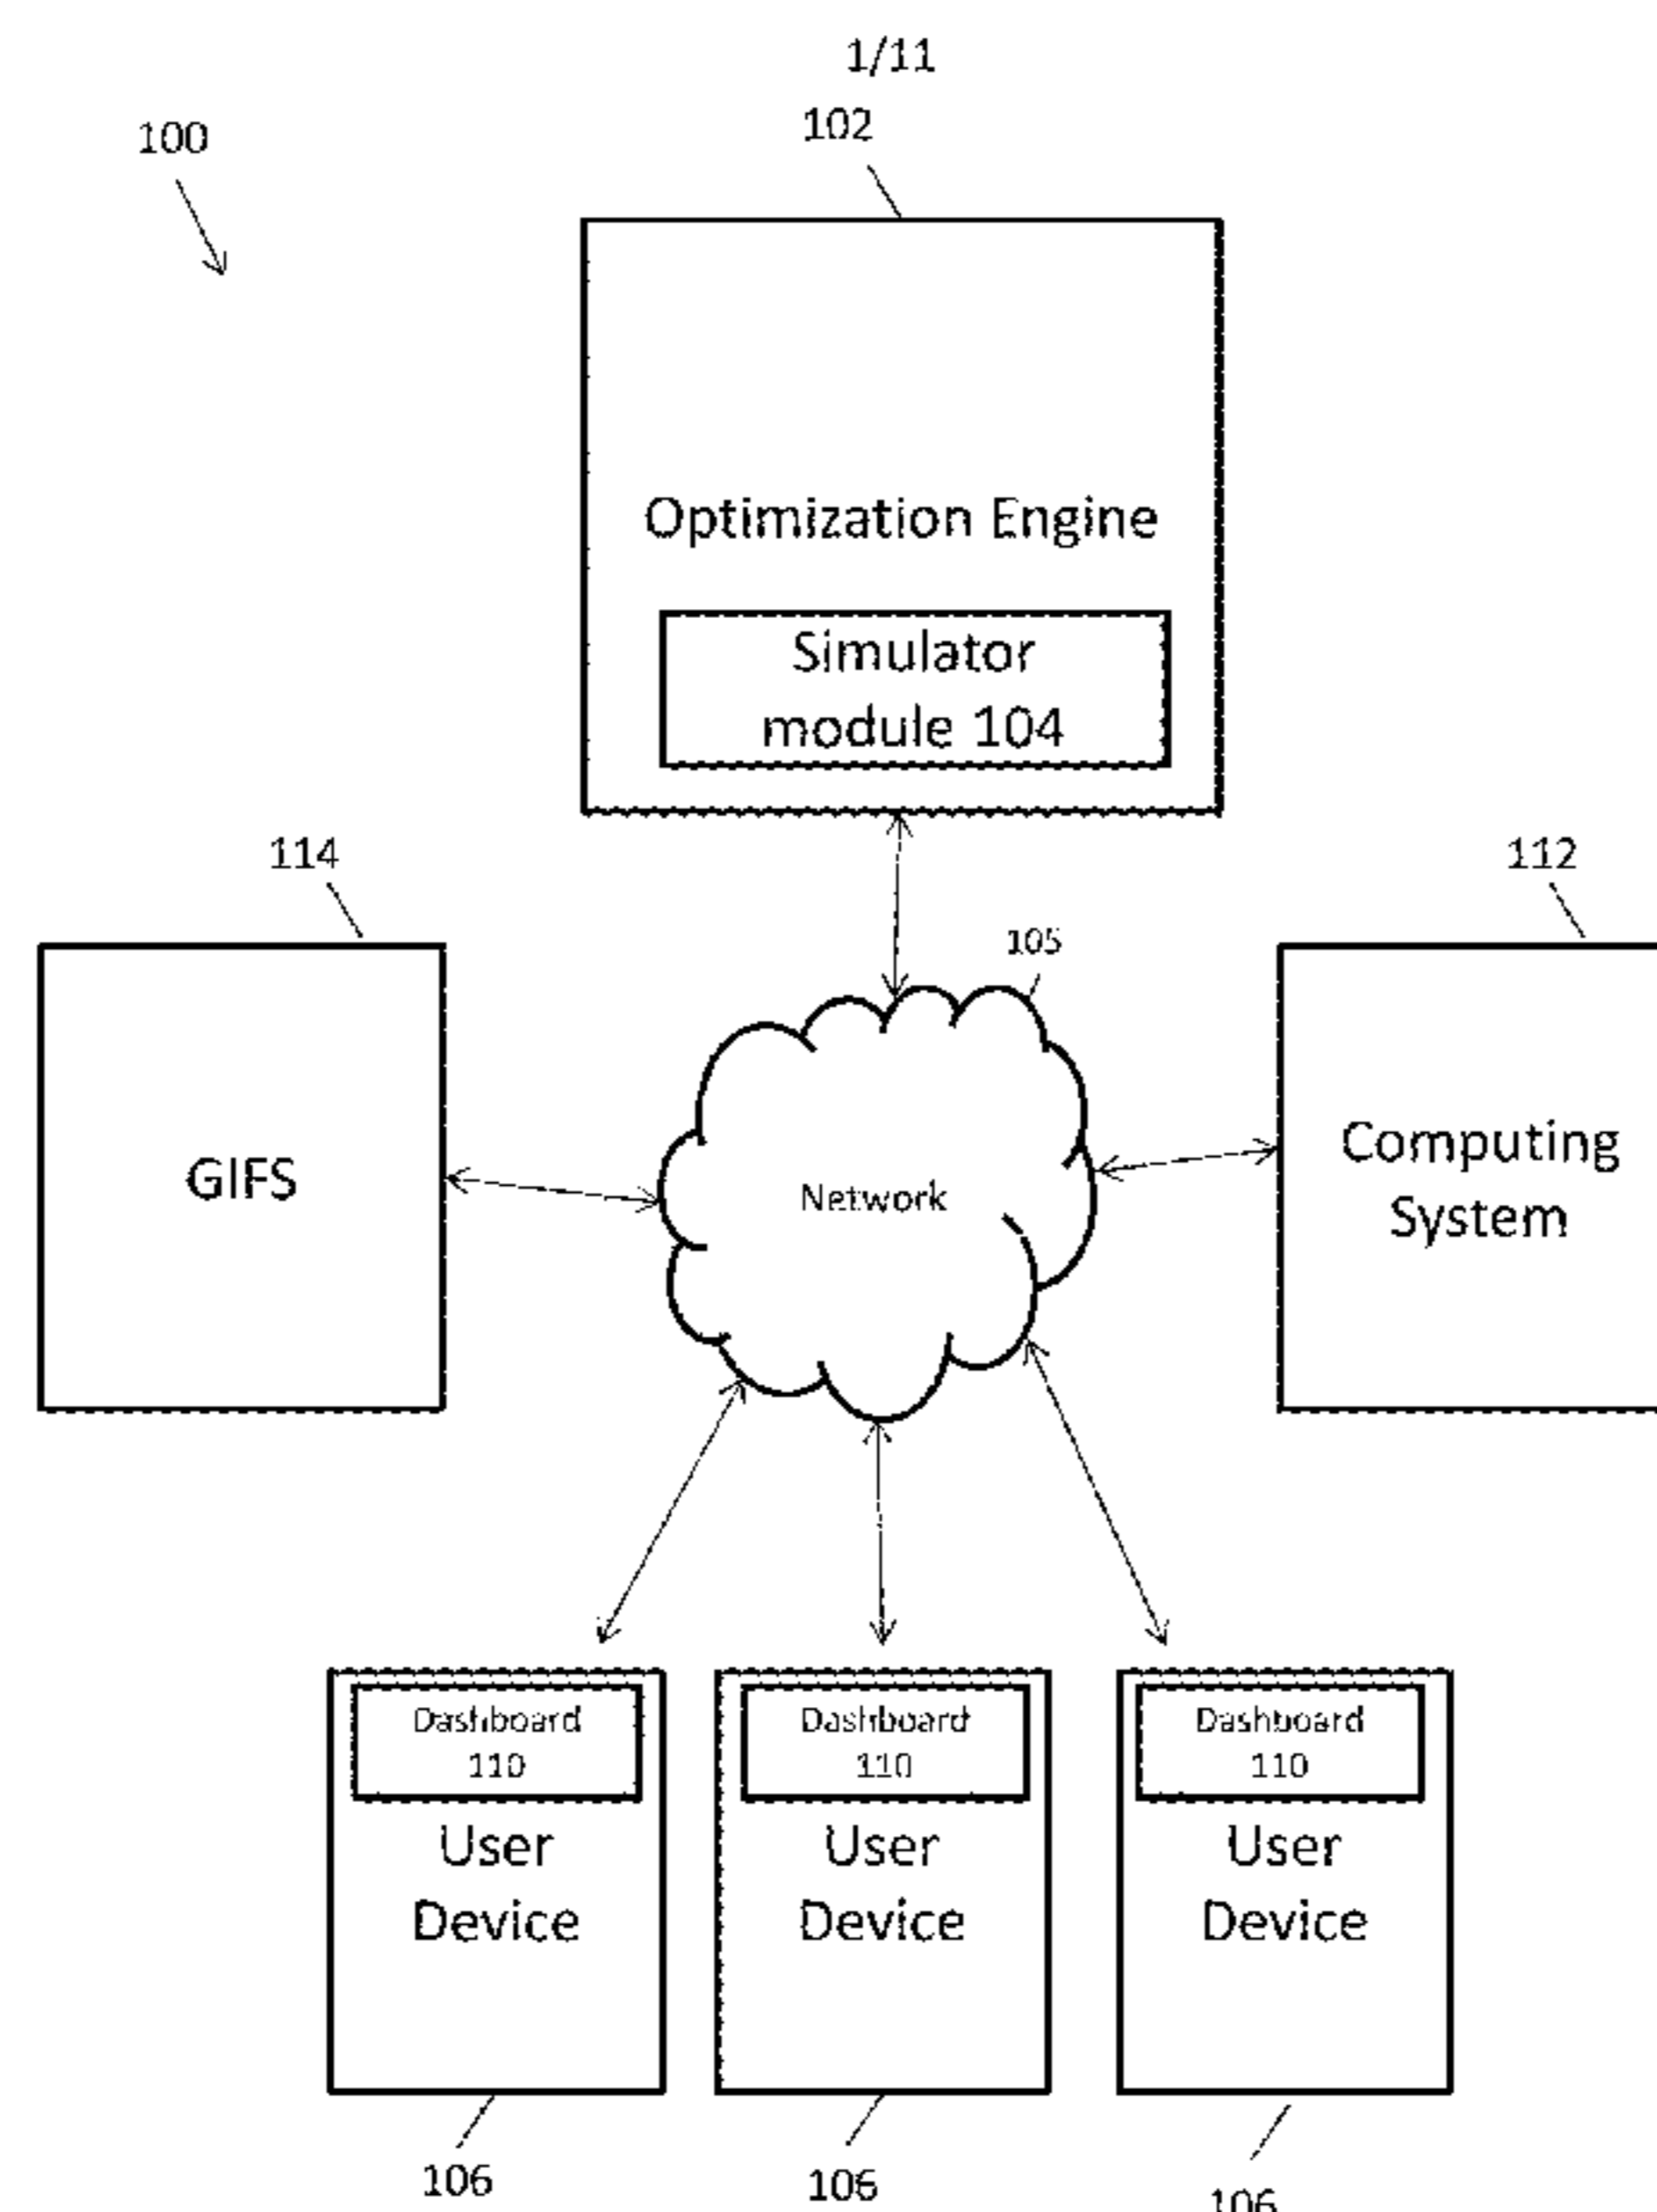 1/11
100
102
Optimization Engine
Simulator
module 104
114
112
105
GIFS
Network
Computing
System
Dashboard
110
User
Device
Dashboard
110
User
Device
Dashboard
110
User
Device
106
106
106